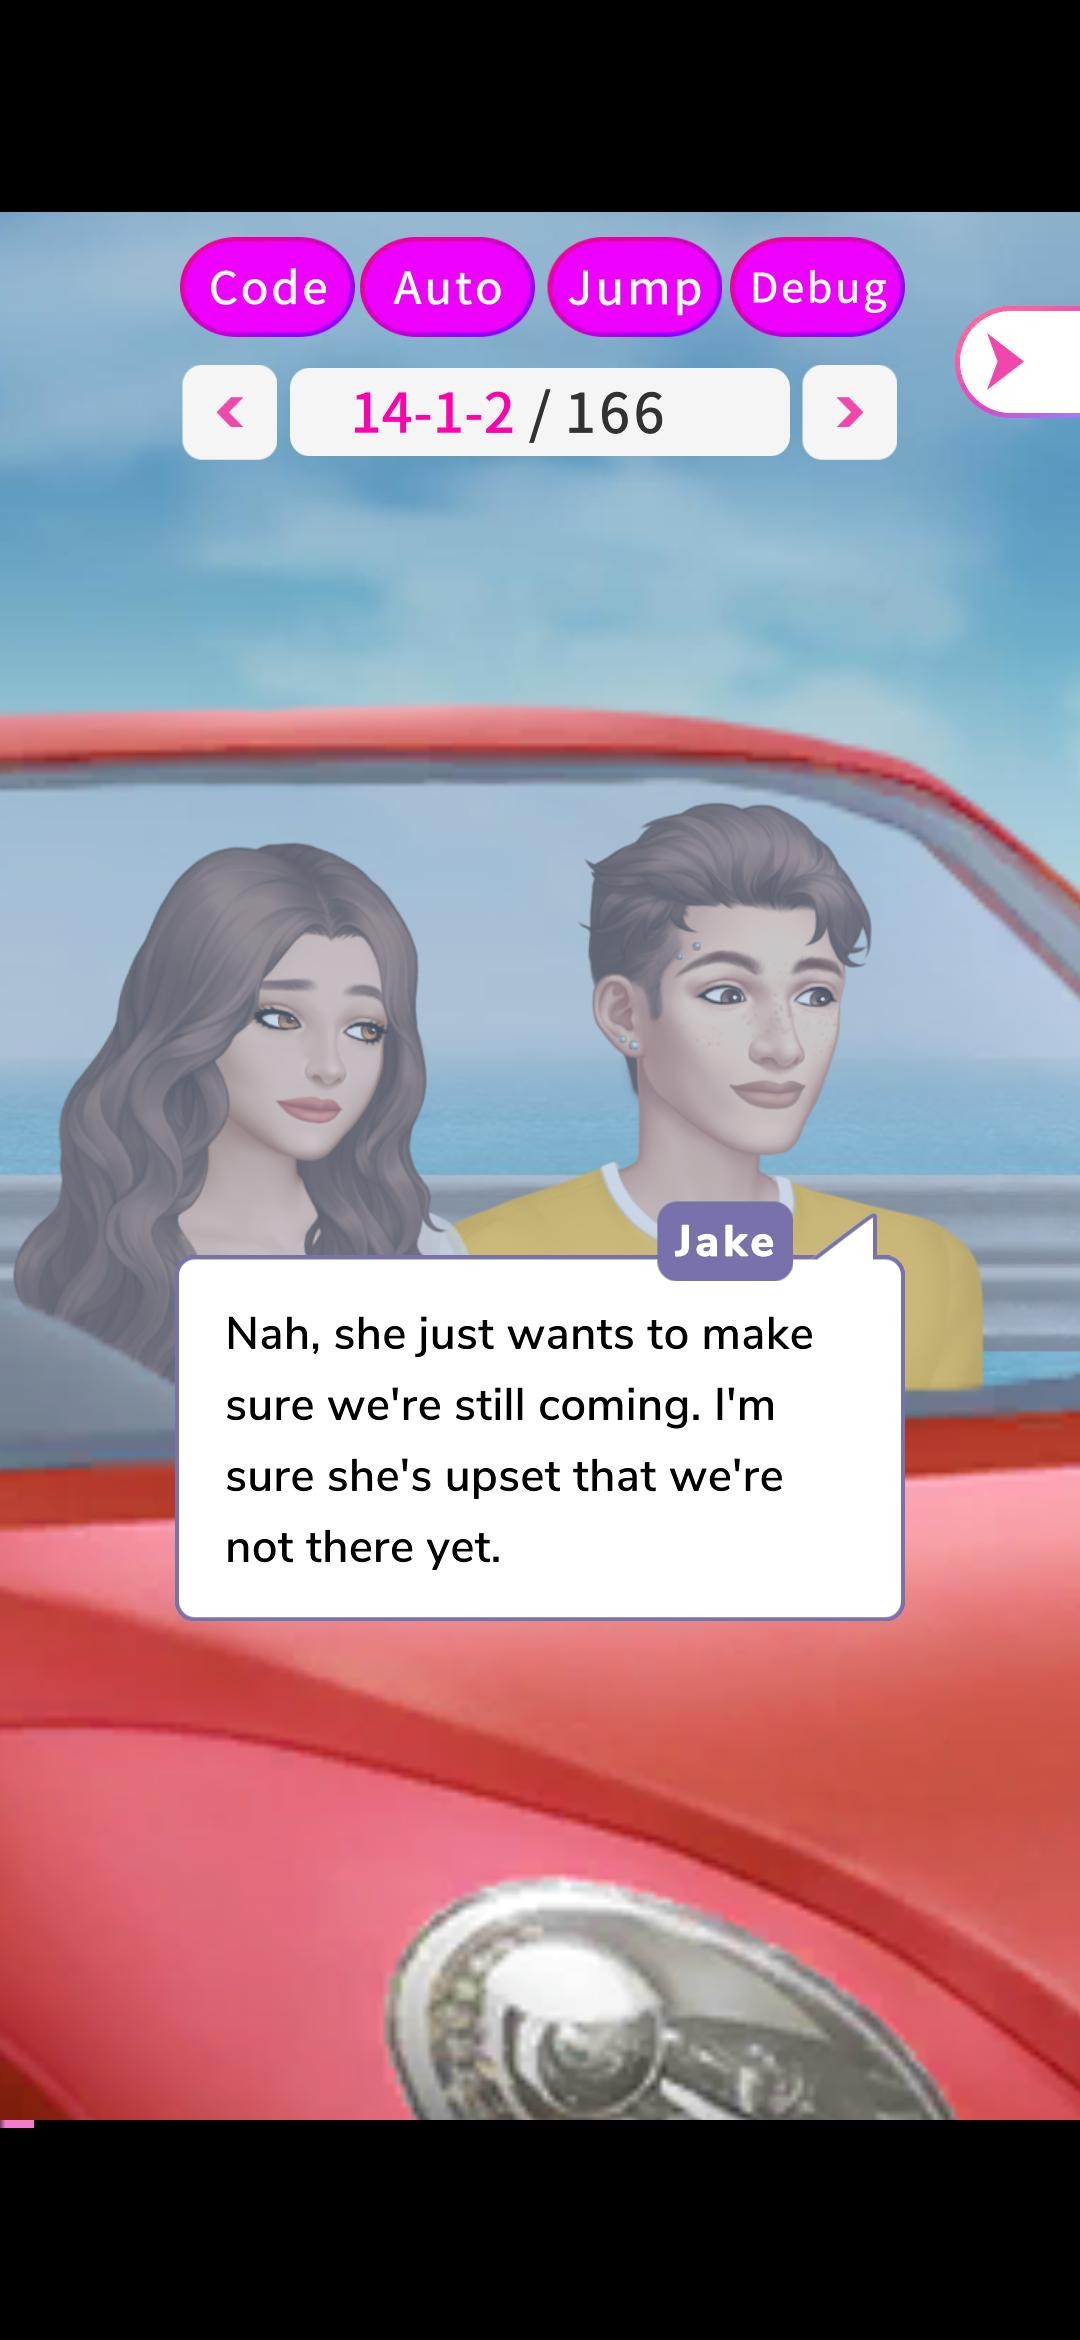 Code Auto Jump Debug
14-1-2 / 166
Jake
Nah, she just wants to make
sure we're still coming. I'm
sure she's upset that we're
not there yet.